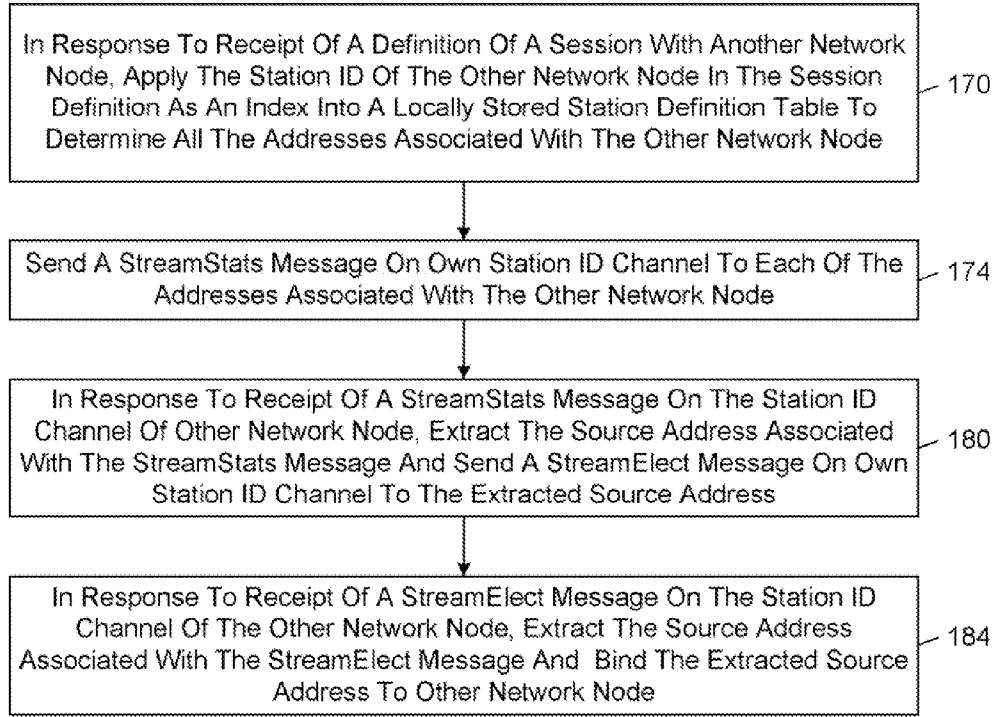 In Response To Receipt Of A Definition Of A Session With Another Network
Node, Apply The Station ID Of The Other Network Node In The Session
Definition As An Index Into A Locally Stored Station Definition Table To
Determine All The Addresses Associated With The Other Network Node
170
Send A StreamStats Message On Own Station ID Channel To Each Of The
Addresses Associated With The Other Network Node
174
In Response To Receipt Of A StreamStats Message On The Station ID
Channel Of Other Network Node, Extract The Source Address Associated
With The StreamStats Message And Send A StreamElect Message On Own
Station ID Channel To The Extracted Source Address
180
In Response To Receipt Of A StreamElect Message On The Station ID
Channel Of The Other Network Node, Extract The Source Address
Associated With The StreamElect Message And Bind The Extracted Source
Address To Other Network Node
184